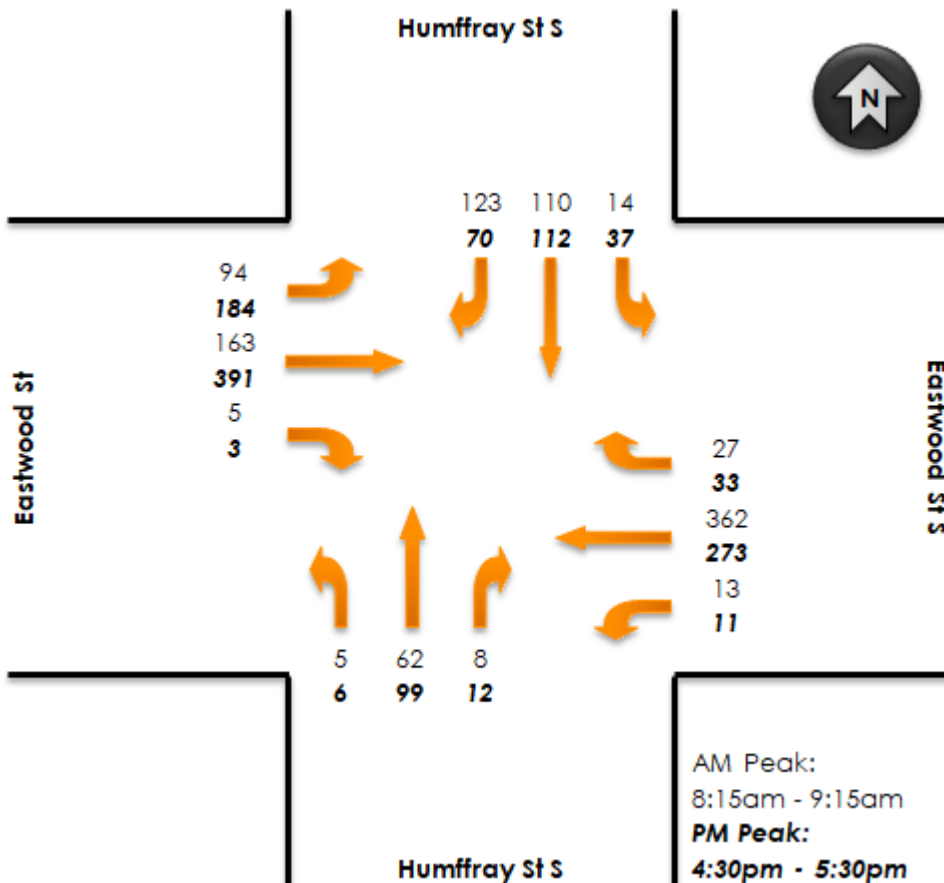 Humffray St S
N
123 110 14
70 112 37
94
184
163
391
5
3
Eastwood St
Eastwood St S
27
33
362
273
13
11
5 62 8
6 99 12
AM Peak:
8:15am - 9:15am
PM Peak:
4:30pm - 5:30pm
Humffray St S